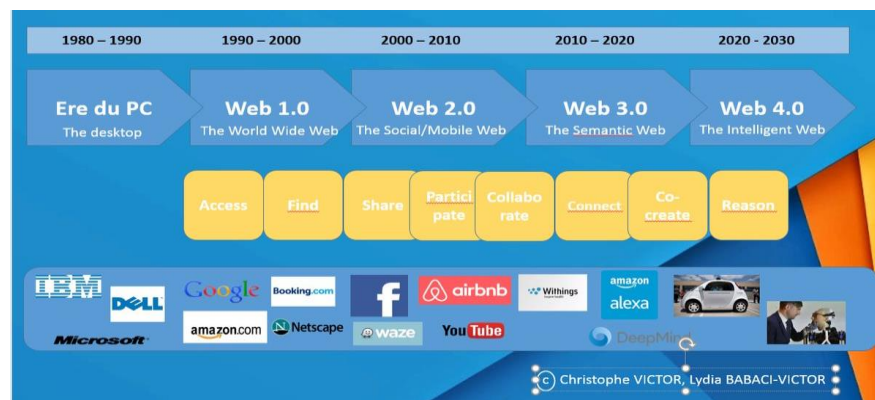 1980 – 1990
1990 – 2000
2000 – 2010
2010 – 2020
2020 - 2030
Ere du PC
The desktop
Web 1.0
The World Wide Web
Web 2.0
The Social/Mobile Web
Web 3.0
The Semantic Web
Web 4.0
The Intelligent Web
Access
Find
Share
Partici
pate
Collabo
rate
Connect
Co-
create
Reason
IBM
DELL
Microsoft
Google
Booking.com
amazon.com
Netscape
f
airbnb
waze
YouTube
Withings
amazon
alexa
DeepMind
© Christophe VICTOR, Lydia BABACI-VICTOR